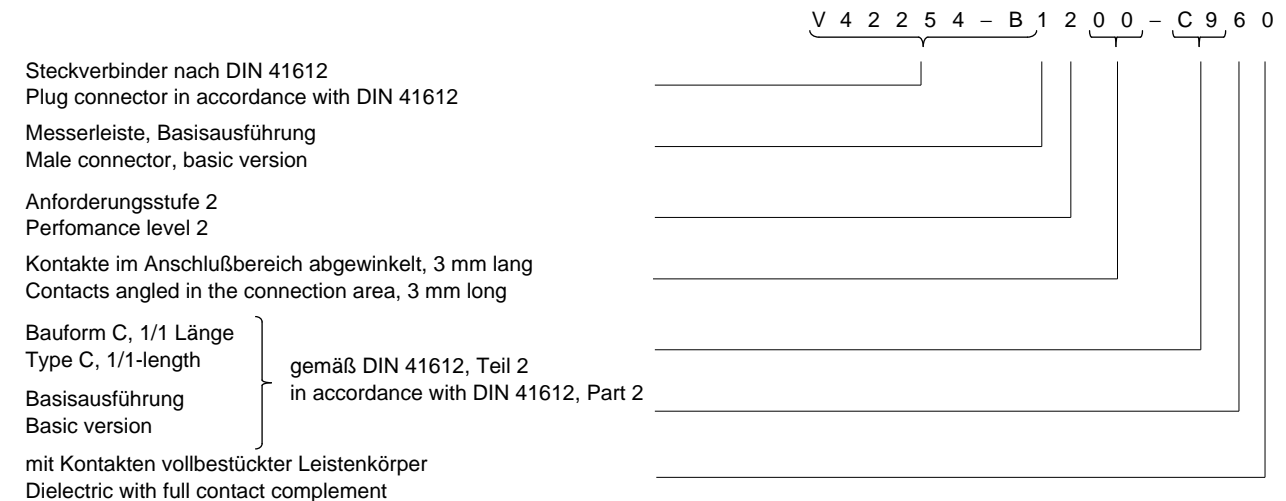 V 4 2 2 5 4 – B 1 2 0 0 – C 9 6 0
Steckverbinder nach DIN 41612
Plug connector in accordance with DIN 41612
Messerleiste, Basisausführung
Male connector, basic version
Anforderungsstufe 2
Perfomance level 2
Kontakte im Anschlußbereich abgewinkelt, 3 mm lang
Contacts angled in the connection area, 3 mm long
Bauform C, 1/1 Länge
Type C, 1/1-length
gemäß DIN 41612, Teil 2
in accordance with DIN 41612, Part 2
Basisausführung
Basic version
mit Kontakten vollbestückter Leistenkörper
Dielectric with full contact complement